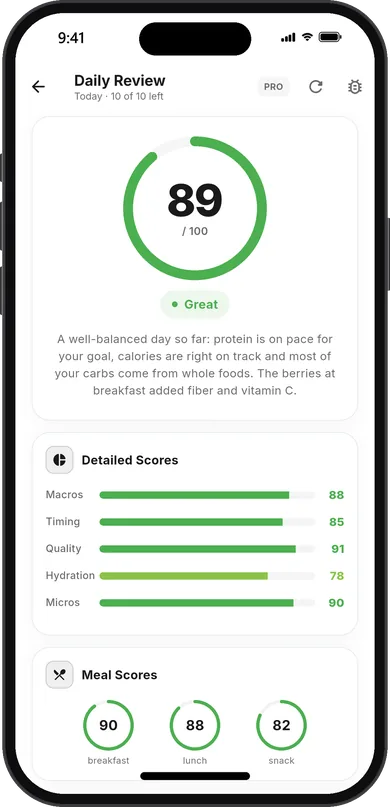 9:41
Daily Review
Today · 10 of 10 left
PRO
89
/ 100
Great
A well-balanced day so far: protein is on pace for
your goal, calories are right on track and most of
your carbs come from whole foods. The berries at
breakfast added fiber and vitamin C.
Detailed Scores
Macros 88
Timing 85
Quality 91
Hydration 78
Micros 90
Meal Scores
90 88 82
breakfast lunch snack